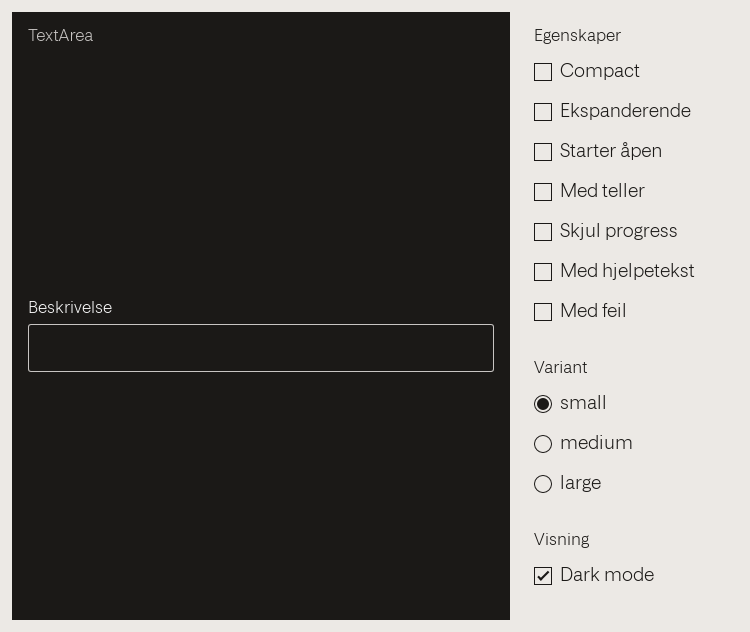 TextArea
Beskrivelse
Egenskaper
Compact
Ekspanderende
Starter åpen
Med teller
Skjul progress
Med hjelpetekst
Med feil
Variant
small
medium
large
Visning
Dark mode